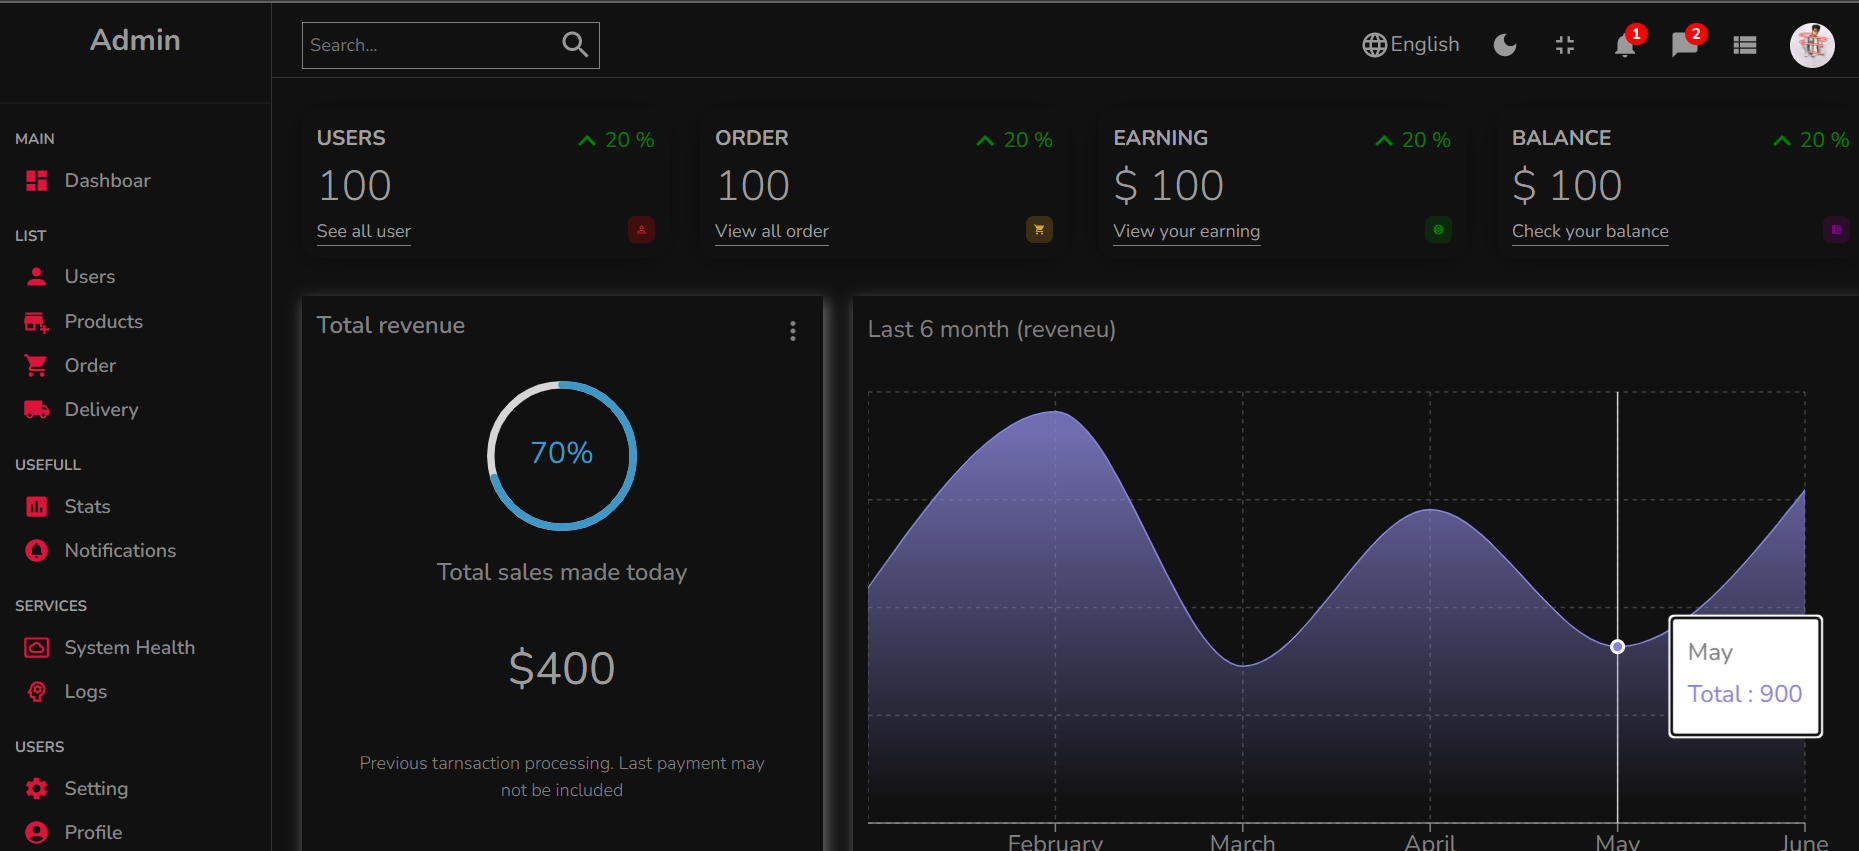 Admin
Search...
English
1
2
MAIN
Dashboar
LIST
Users
Products
Order
Delivery
USEFULL
Stats
Notifications
SERVICES
System Health
Logs
USERS
Setting
Profile
USERS
20 %
100
See all user
ORDER
20 %
100
View all order
EARNING
20 %
$ 100
View your earning
BALANCE
20 %
$ 100
Check your balance
Total revenue
70%
Total sales made today
$400
Previous tarnsaction processing. Last payment may
not be included
Last 6 month (reveneu)
May
Total : 900
February
March
April
May
June